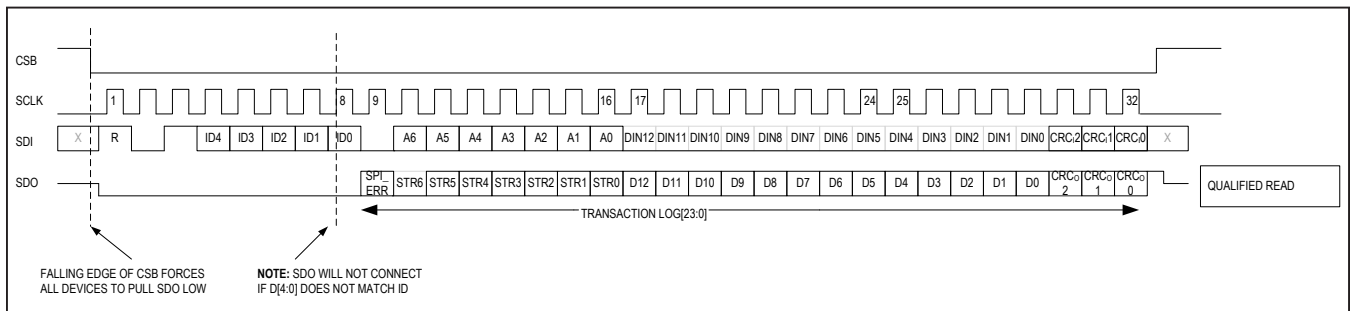 CSB
SCLK 1 8 9 16 17 24 25 32
SDI X R ID4 ID3 ID2 ID1 ID0 A6 A5 A4 A3 A2 A1 A0 DIN12 DIN11 DIN10 DIN9 DIN8 DIN7 DIN6 DIN5 DIN4 DIN3 DIN2 DIN1 DIN0 CRCI2 CRCI1 CRCI0 X
SDO SPI_ERR STR6 STR5 STR4 STR3 STR2 STR1 STR0 D12 D11 D10 D9 D8 D7 D6 D5 D4 D3 D2 D1 D0 CRCO2 CRCO1 CRCO0 QUALIFIED READ
TRANSACTION LOG[23:0]
FALLING EDGE OF CSB FORCES
ALL DEVICES TO PULL SDO LOW
NOTE: SDO WILL NOT CONNECT
IF D[4:0] DOES NOT MATCH ID